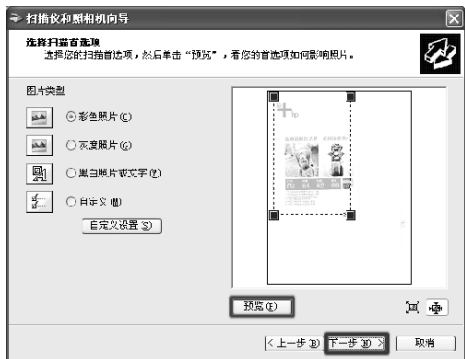 扫描仪和照相机向导
选择扫描首选项
选择您的扫描首选项，然后单击“预览”，看您的首选项如何影响照片。
图片类型
彩色照片(C)
灰度照片(G)
黑白照片或文字(T)
自定义(M)
自定义设置(S)
hp
预览(E)
<上一步(B)
下一步(N)>
取消